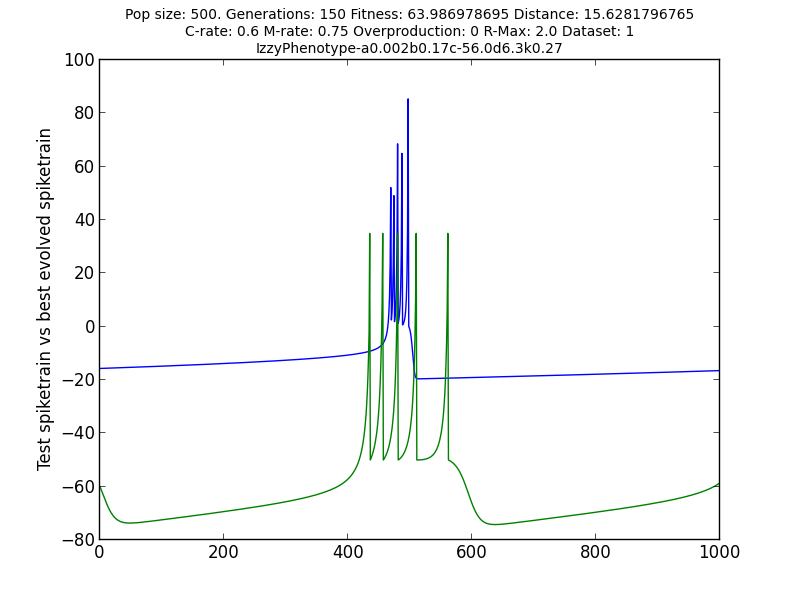 Pop size: 500. Generations: 150 Fitness: 63.986978695 Distance: 15.6281796765
C-rate: 0.6 M-rate: 0.75 Overproduction: 0 R-Max: 2.0 Dataset: 1
IzzyPhenotype-a0.002b0.17c-56.0d6.3k0.27
Test spiketrain vs best evolved spiketrain
100
80
60
40
20
0
−20
−40
−60
−80
0 200 400 600 800 1000